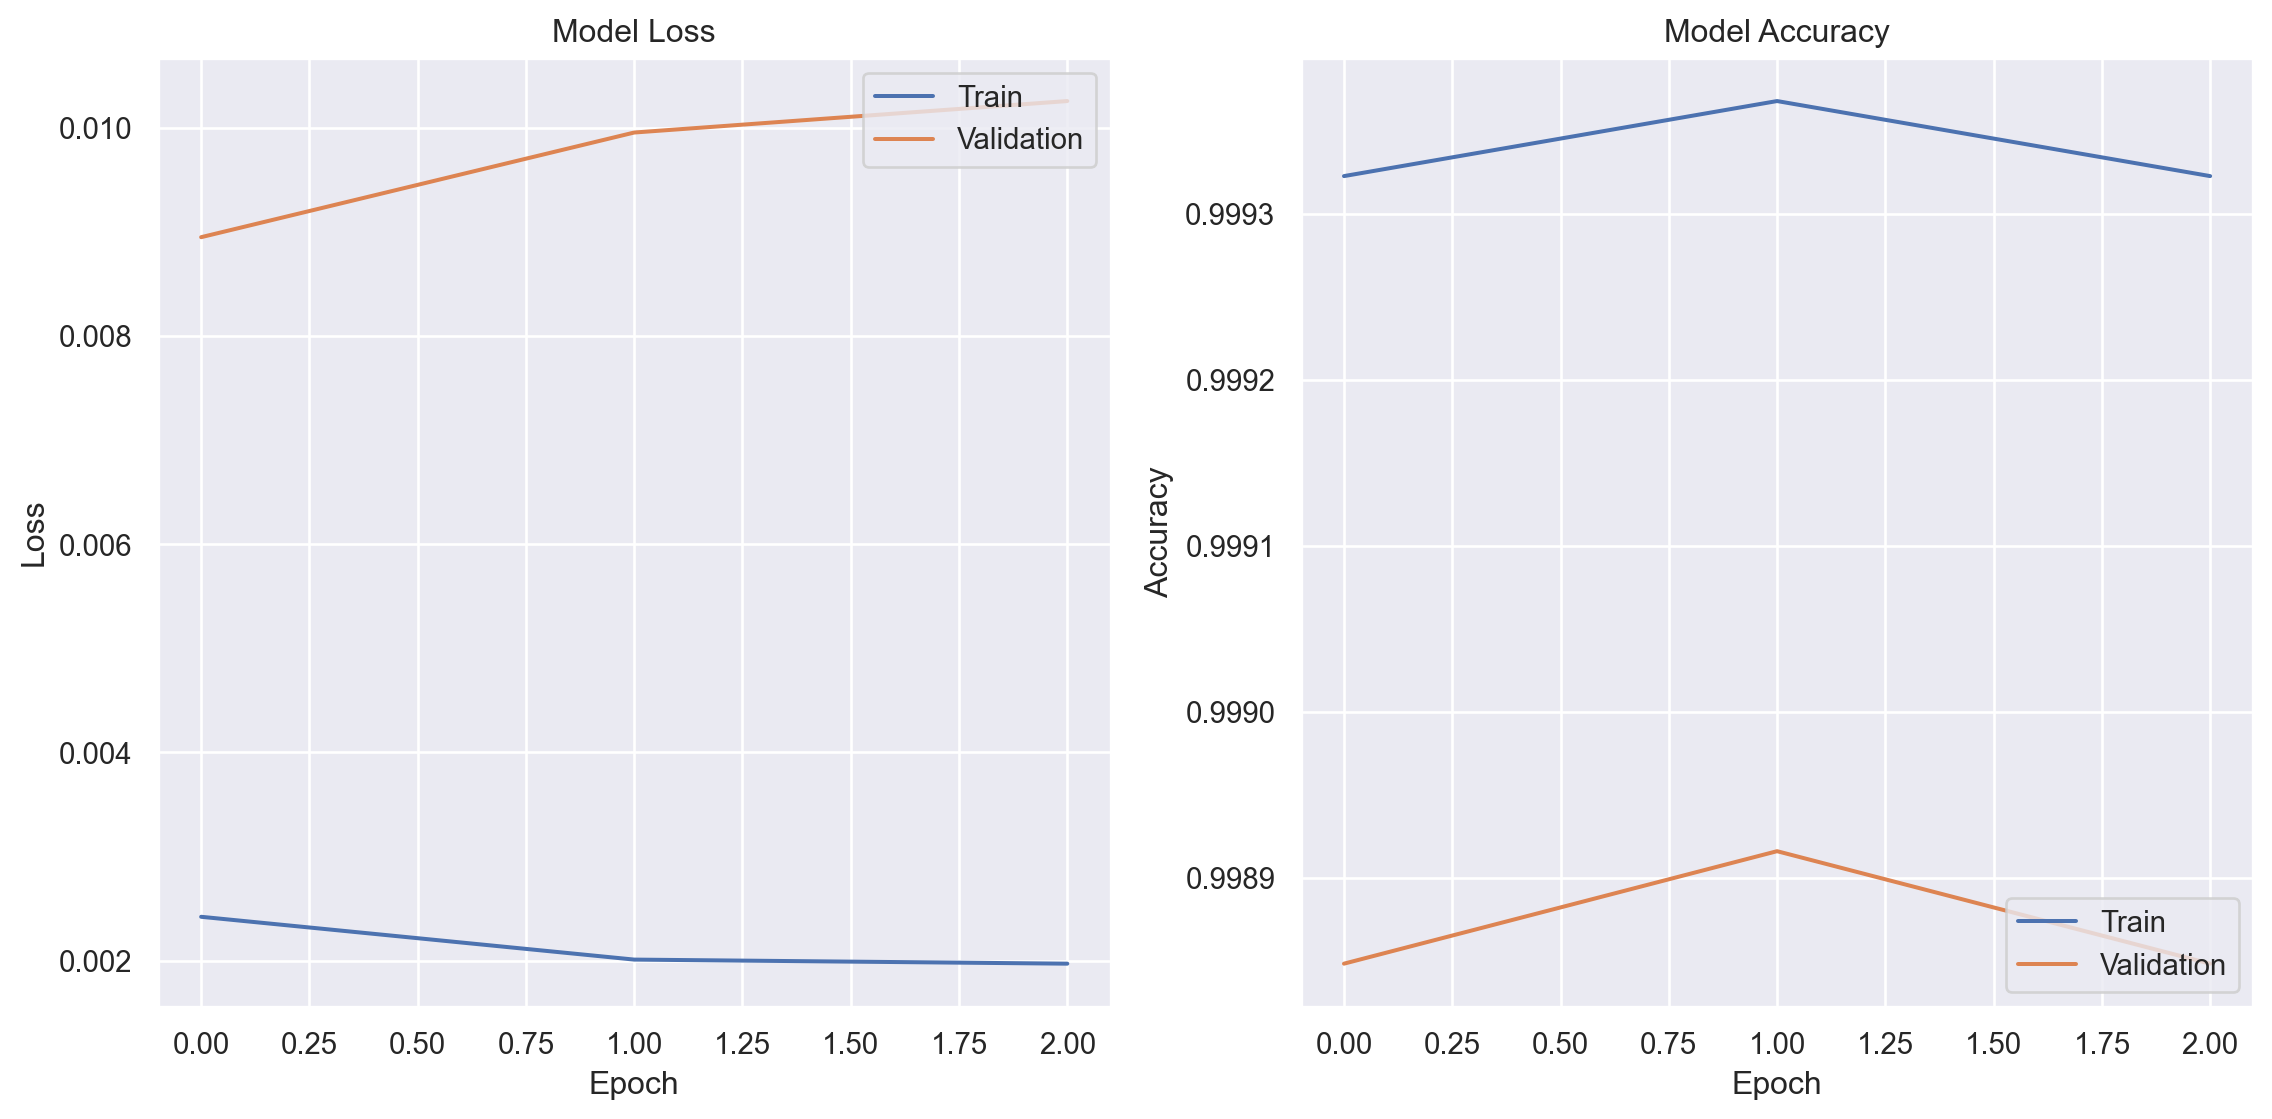 Model Loss
0.010
0.008
0.006
0.004
0.002
Loss
0.00 0.25 0.50 0.75 1.00 1.25 1.50 1.75 2.00
Epoch
Train
Validation
Model Accuracy
0.9993
0.9992
0.9991
0.9990
0.9989
Accuracy
0.00 0.25 0.50 0.75 1.00 1.25 1.50 1.75 2.00
Epoch
Train
Validation